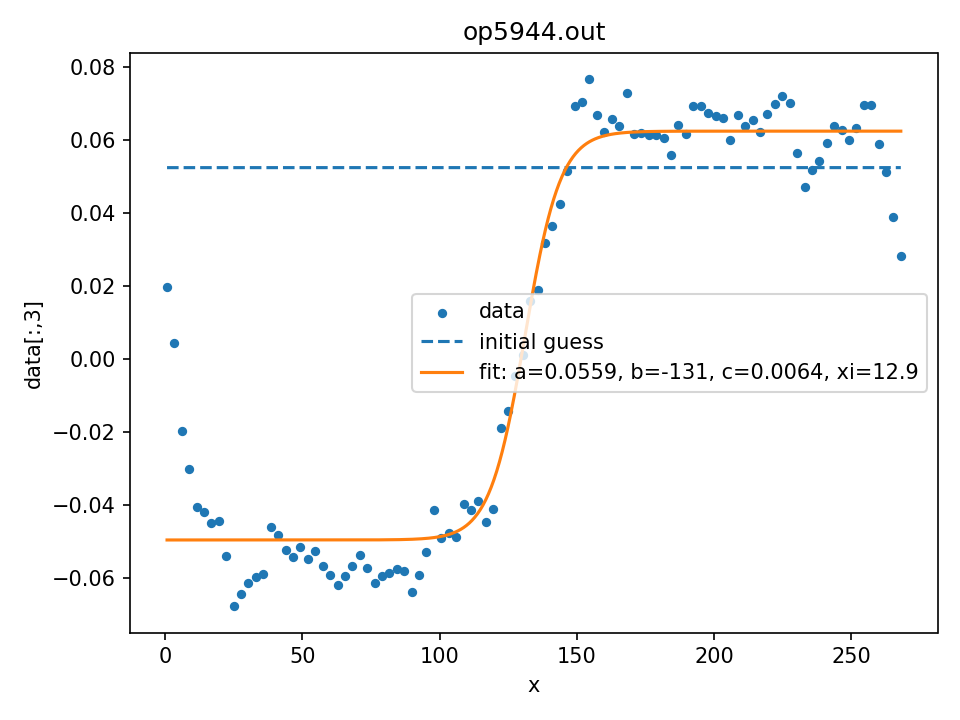 op5944.out
0.08
0.06
0.04
0.02
0.00
−0.02
−0.04
−0.06
data[:,3]
data
initial guess
fit: a=0.0559, b=-131, c=0.0064, xi=12.9
0 50 100 150 200 250
x